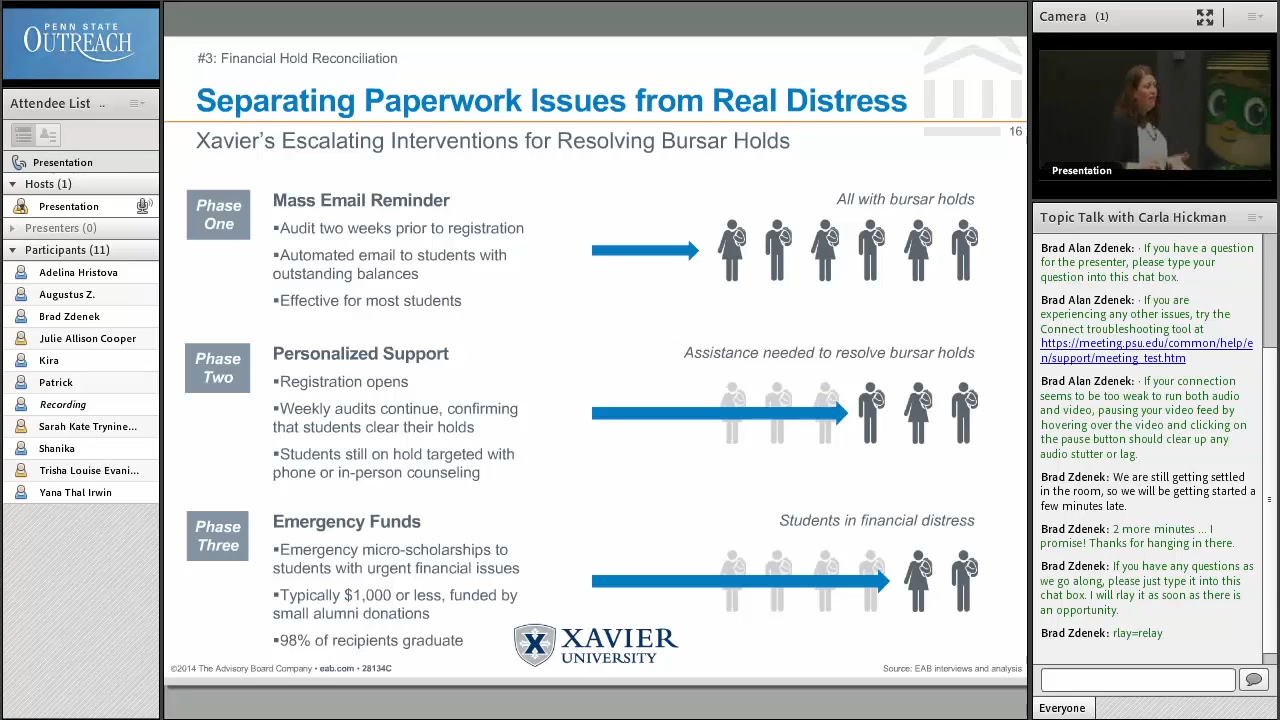 PENN STATE
OUTREACH
Attendee List ..
Presentation
Hosts (1)
Presentation
Presenters (0)
Participants (11)
Adelina Hristova
Augustus Z.
Brad Zdenek
Julie Allison Cooper
Kira
Patrick
Recording
Sarah Kate Trynine...
Shanika
Trisha Louise Evani...
Yana Thal Irwin
#3: Financial Hold Reconciliation
Separating Paperwork Issues from Real Distress
16
Xavier's Escalating Interventions for Resolving Bursar Holds
Phase
One
Mass Email Reminder
▪Audit two weeks prior to registration
▪Automated email to students with
outstanding balances
▪Effective for most students
All with bursar holds
Phase
Two
Personalized Support
▪Registration opens
▪Weekly audits continue, confirming
that students clear their holds
▪Students still on hold targeted with
phone or in-person counseling
Assistance needed to resolve bursar holds
Phase
Three
Emergency Funds
▪Emergency micro-scholarships to
students with urgent financial issues
▪Typically $1,000 or less, funded by
small alumni donations
▪98% of recipients graduate
Students in financial distress
X
XAVIER
UNIVERSITY
©2014 The Advisory Board Company • eab.com • 28134C
Source: EAB interviews and analysis
Camera (1)
Presentation
Topic Talk with Carla Hickman
Brad Alan Zdenek: · If you have a question
for the presenter, please type your
question into this chat box.
Brad Alan Zdenek: · If you are
experiencing any other issues, try the
Connect troubleshooting tool at
https://meeting.psu.edu/common/help/e
n/support/meeting_test.htm
Brad Alan Zdenek: · If your connection
seems to be too weak to run both audio
and video, pausing your video feed by
hovering over the video and clicking on
the pause button should clear up any
audio stutter or lag.
Brad Zdenek: We are still getting settled
in the room, so we will be getting started a
few minutes late.
Brad Zdenek: 2 more minutes ... I
promise! Thanks for hanging in there.
Brad Zdenek: If you have any questions as
we go along, please just type it into this
chat box. I will rlay it as soon as there is
an opportunity.
Brad Zdenek: rlay=relay
Everyone